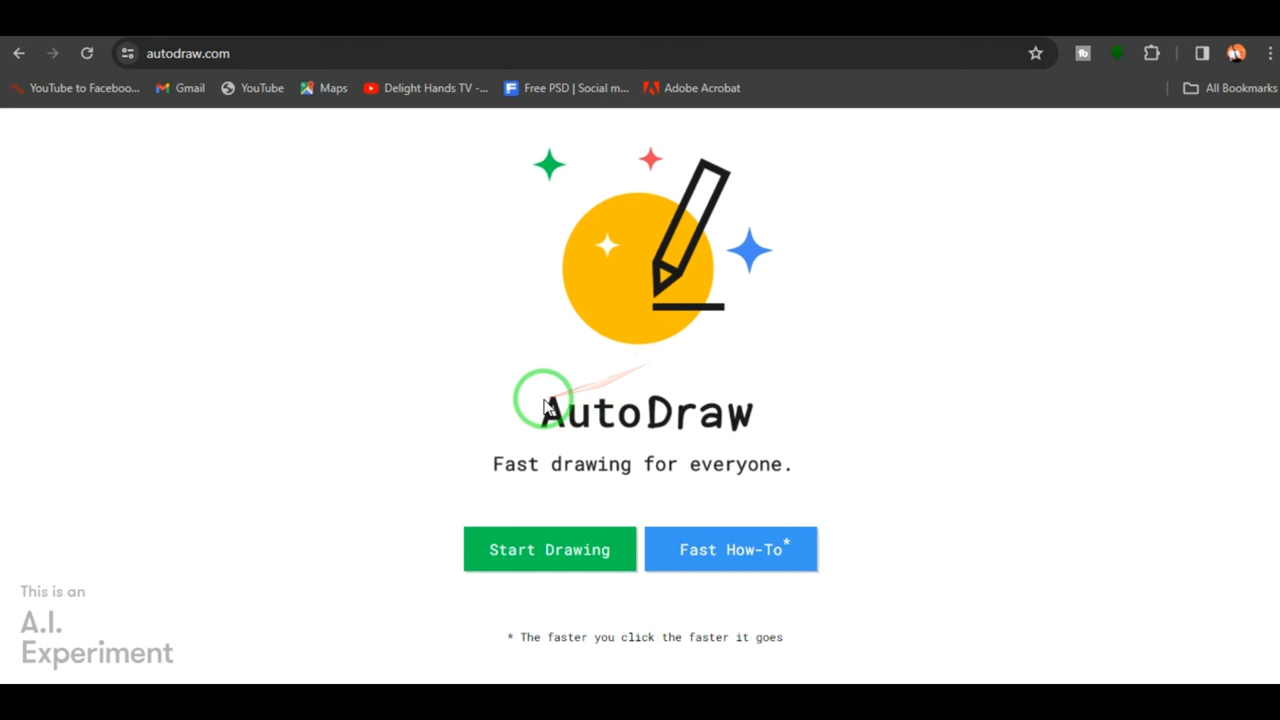 autodraw.com
YouTube to Faceboo...
Gmail
YouTube
Maps
Delight Hands TV -...
Free PSD | Social m...
Adobe Acrobat
All Bookmarks
AutoDraw
Fast drawing for everyone.
Start Drawing
Fast How-To*
* The faster you click the faster it goes
This is an
A.I.
Experiment